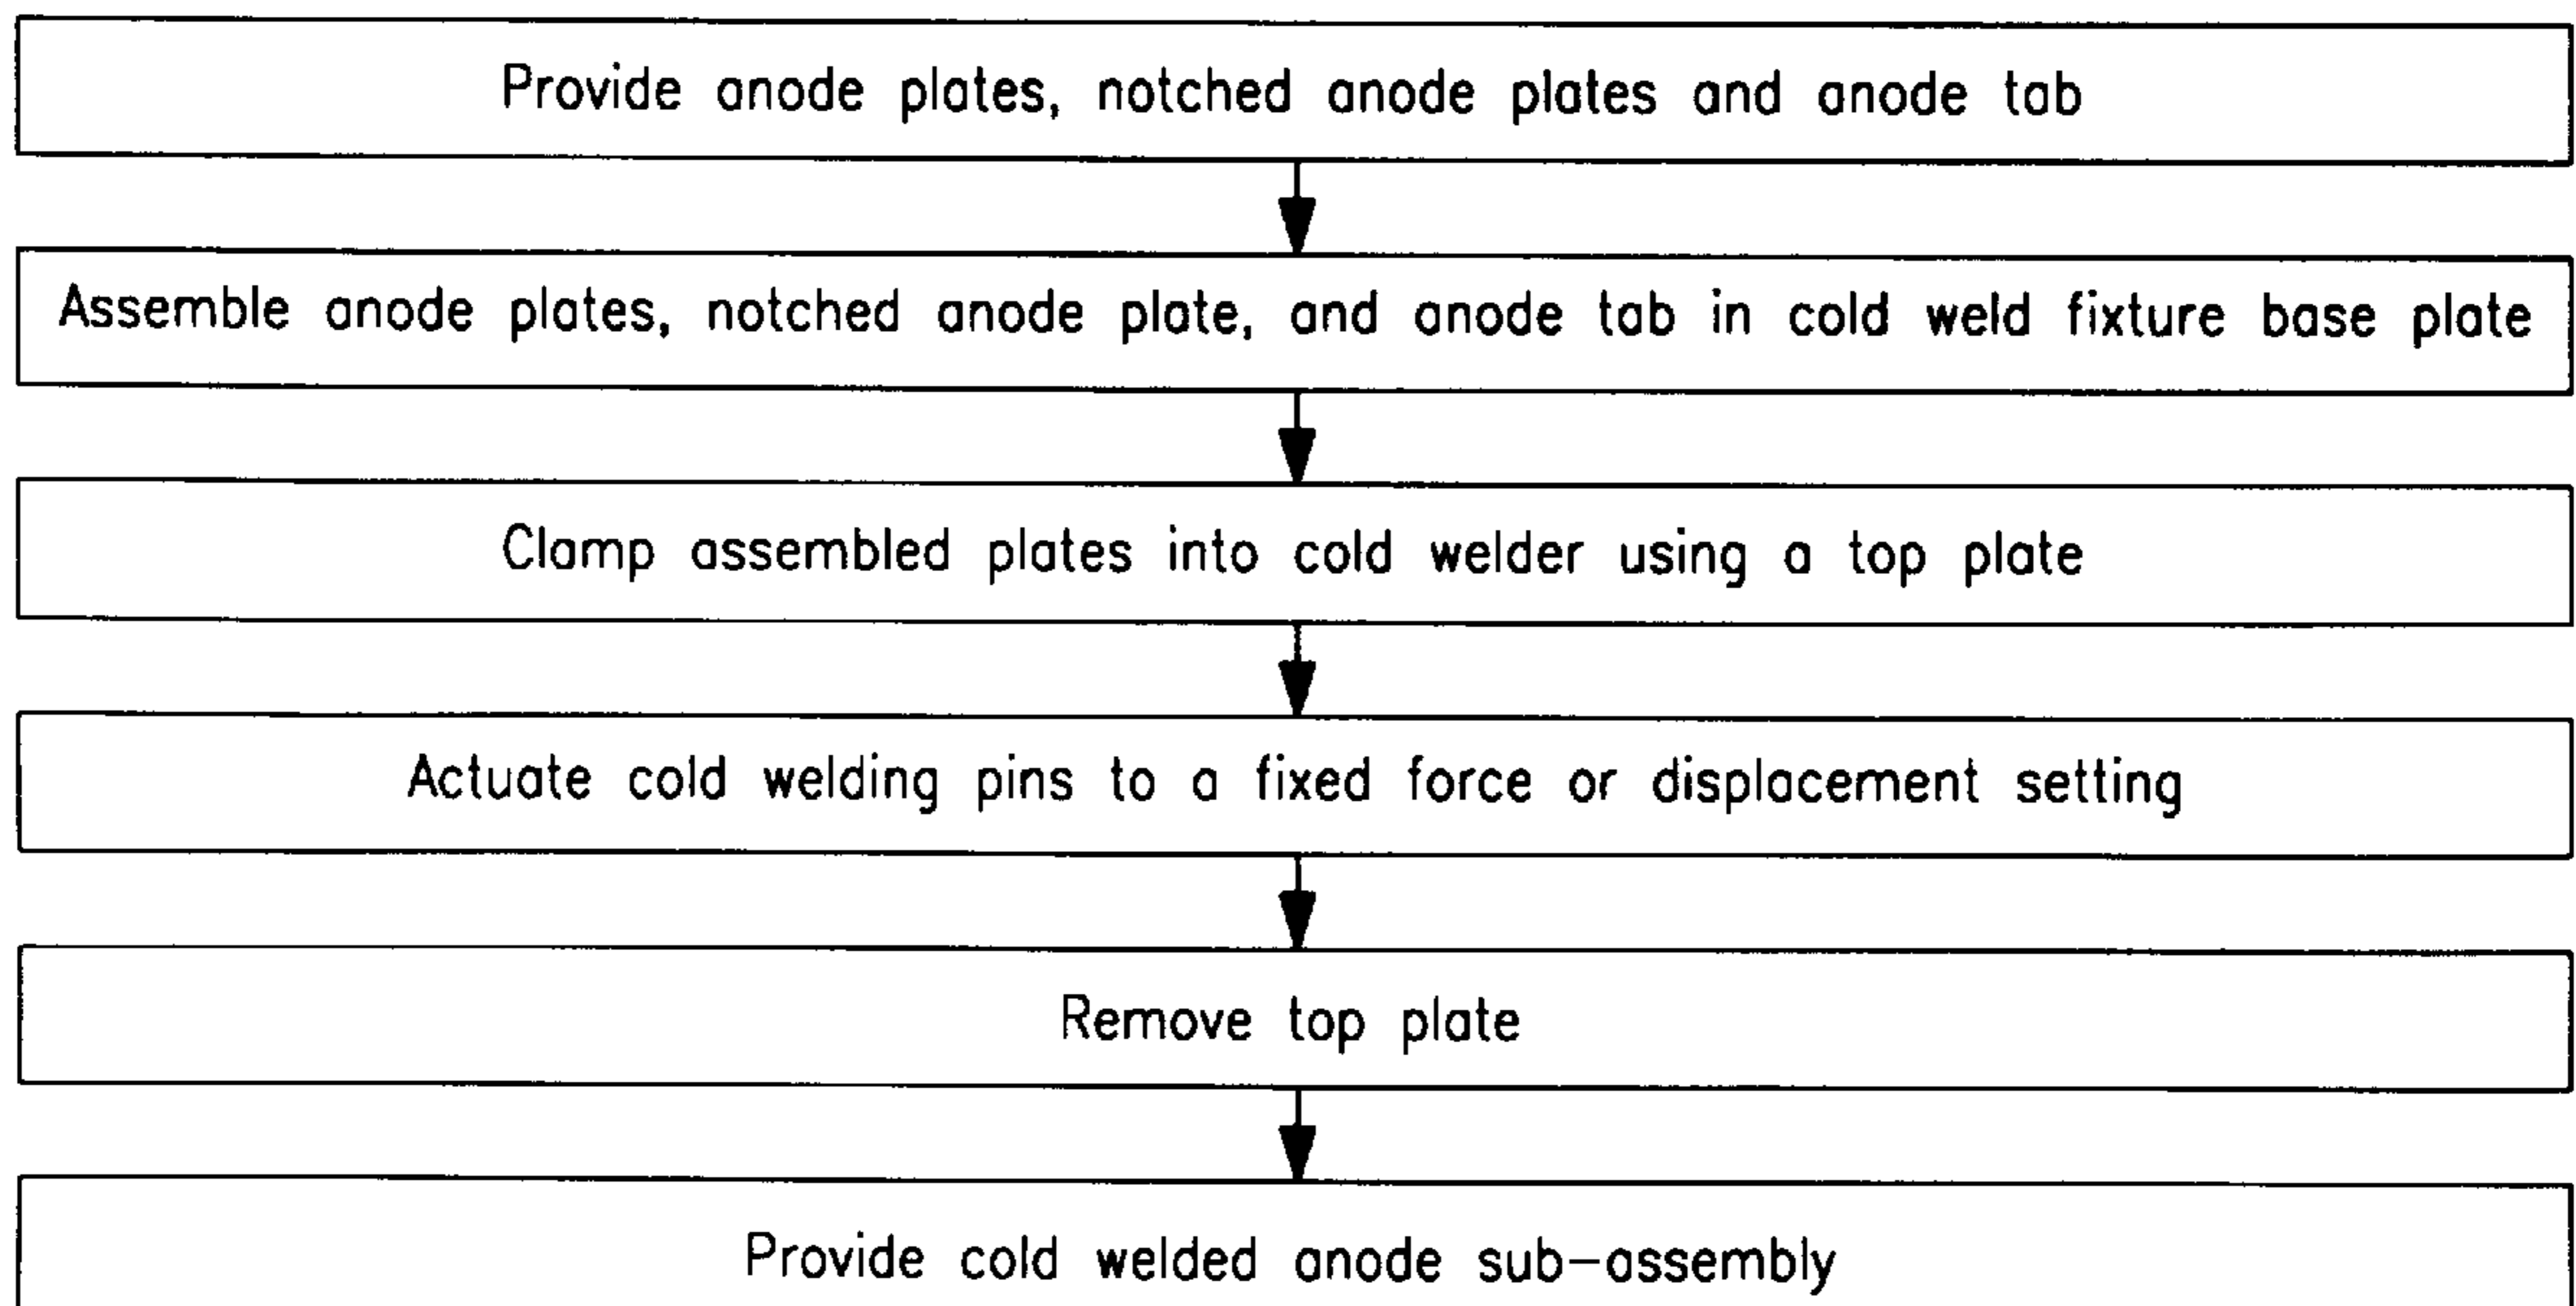 Provide anode plates, notched anode plates and anode tab
Assemble anode plates, notched anode plate, and anode tab in cold weld fixture base plate
Clamp assembled plates into cold welder using a top plate
Actuate cold welding pins to a fixed force or displacement setting
Remove top plate
Provide cold welded anode sub-assembly